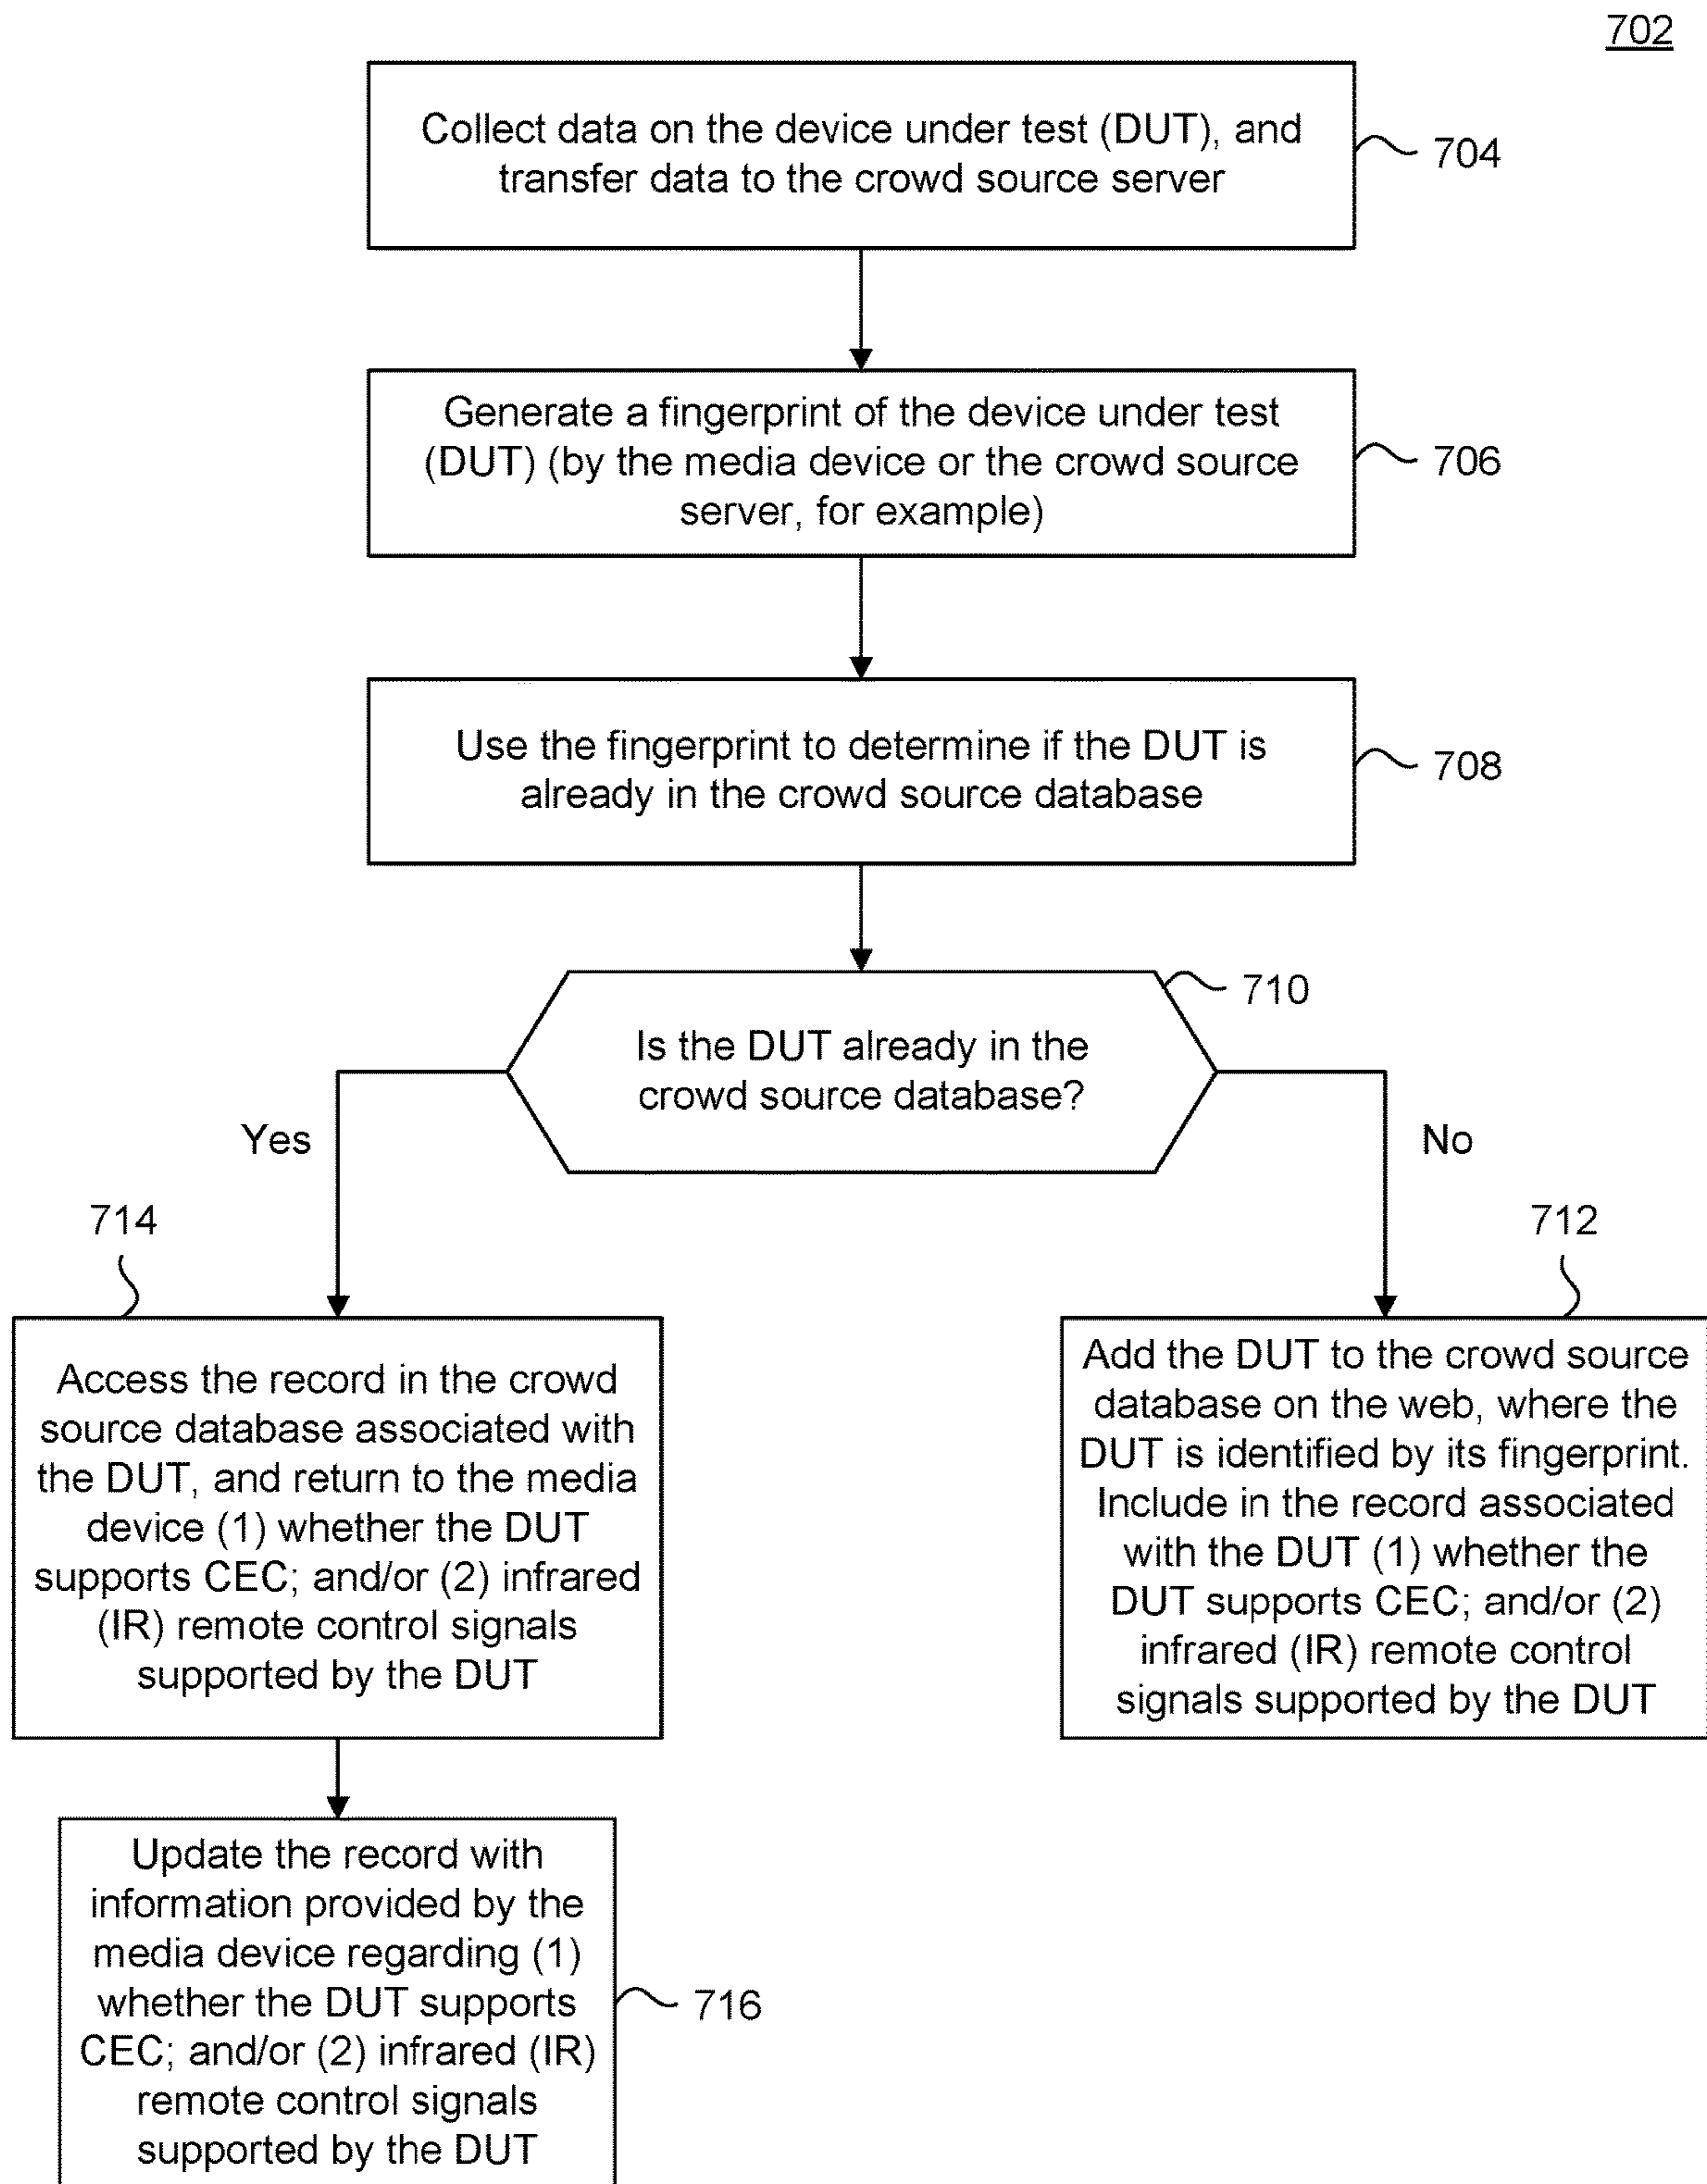 702
Collect data on the device under test (DUT), and
transfer data to the crowd source server
704
Generate a fingerprint of the device under test
(DUT) (by the media device or the crowd source
server, for example)
706
Use the fingerprint to determine if the DUT is
already in the crowd source database
708
710
Is the DUT already in the
crowd source database?
Yes
No
714
Access the record in the crowd
source database associated with
the DUT, and return to the media
device (1) whether the DUT
supports CEC; and/or (2) infrared
(IR) remote control signals
supported by the DUT
712
Add the DUT to the crowd source
database on the web, where the
DUT is identified by its fingerprint.
Include in the record associated
with the DUT (1) whether the
DUT supports CEC; and/or (2)
infrared (IR) remote control
signals supported by the DUT
Update the record with
information provided by the
media device regarding (1)
whether the DUT supports
CEC; and/or (2) infrared (IR)
remote control signals
supported by the DUT
716